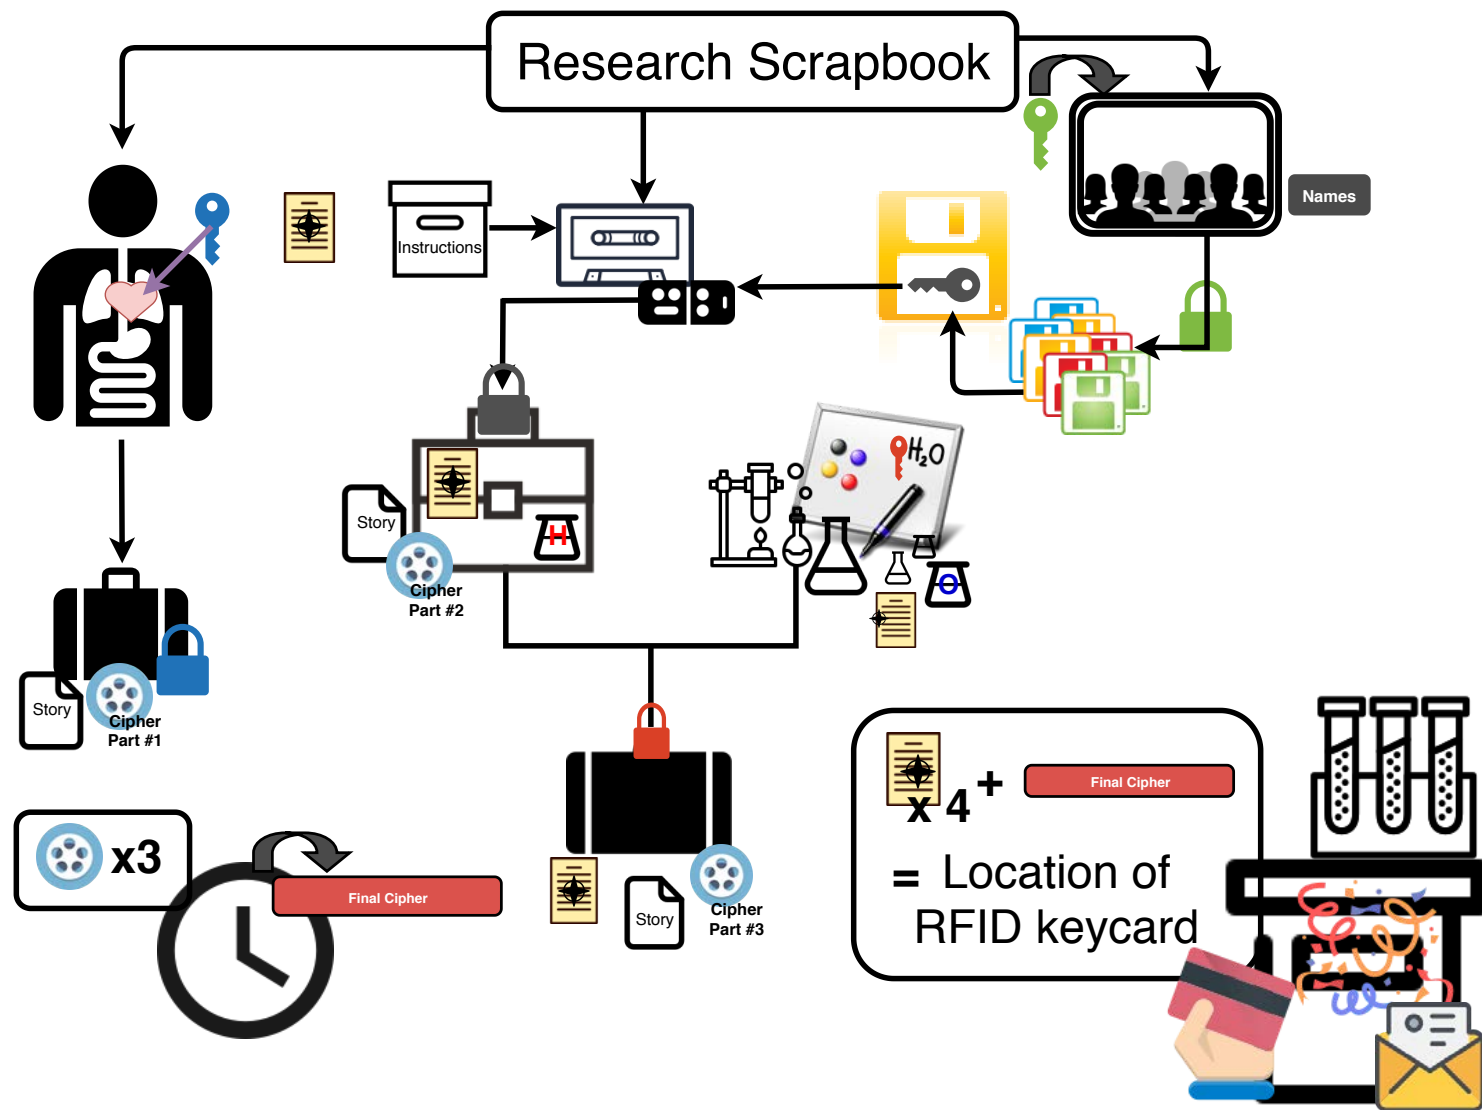 Research Scrapbook
Names
Instructions
H₂O
Story
H
Cipher
Part #2
O
Story
Cipher
Part #1
Story
Cipher
Part #3
x3
Final Cipher
x 4 +
Final Cipher
= Location of
RFID keycard